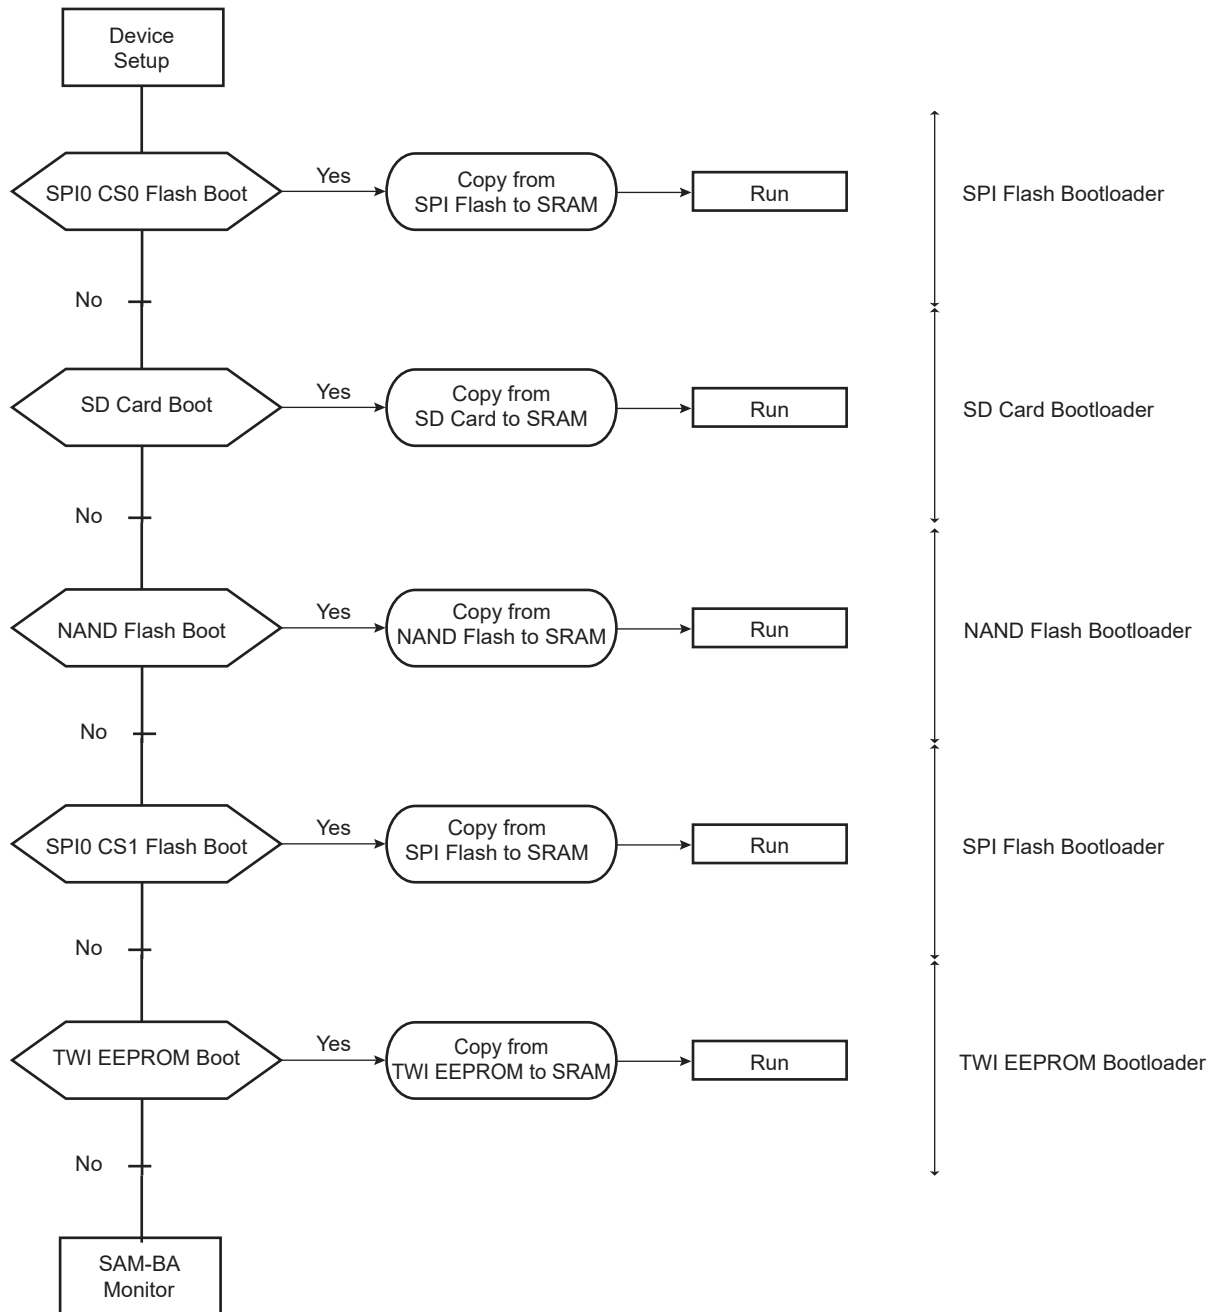 Device
Setup
SPI0 CS0 Flash Boot
Yes
Copy from
SPI Flash to SRAM
Run
SPI Flash Bootloader
No
SD Card Boot
Yes
Copy from
SD Card to SRAM
Run
SD Card Bootloader
No
NAND Flash Boot
Yes
Copy from
NAND Flash to SRAM
Run
NAND Flash Bootloader
No
SPI0 CS1 Flash Boot
Yes
Copy from
SPI Flash to SRAM
Run
SPI Flash Bootloader
No
TWI EEPROM Boot
Yes
Copy from
TWI EEPROM to SRAM
Run
TWI EEPROM Bootloader
No
SAM-BA
Monitor